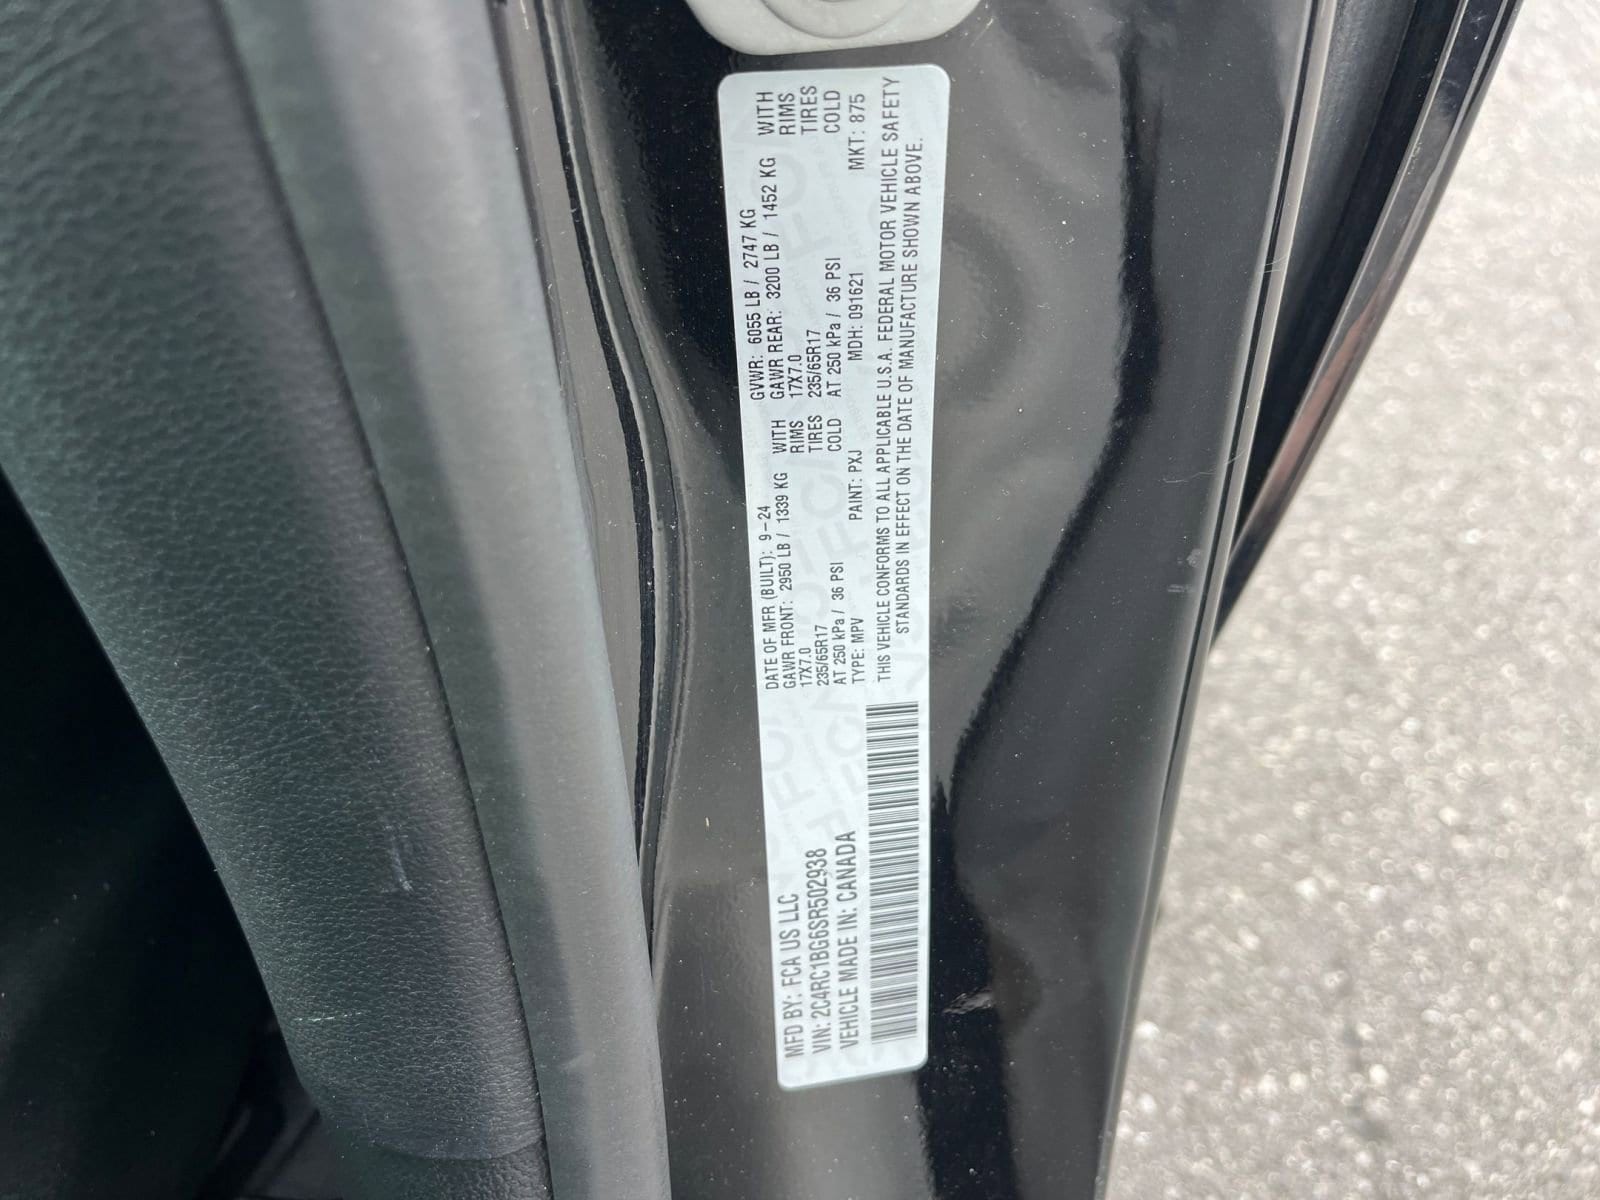 MFD BY: FCA US LLC
VIN: 2C4RC1BG6SR502938
VEHICLE MADE IN: CANADA
DATE OF MFR (BUILT): 9-24 GVWR: 6055 LB / 2747 KG
GAWR FRONT: 2950 LB / 1339 KG WITH GAWR REAR: 3200 LB / 1452 KG WITH
17X7.0 RIMS 17X7.0 RIMS
235/65R17 TIRES 235/65R17 TIRES
AT 250 kPa / 36 PSI COLD AT 250 kPa / 36 PSI COLD
TYPE: MPV PAINT: PXJ MDH: 091621 MKT: 875
THIS VEHICLE CONFORMS TO ALL APPLICABLE U.S.A. FEDERAL MOTOR VEHICLE SAFETY
STANDARDS IN EFFECT ON THE DATE OF MANUFACTURE SHOWN ABOVE.